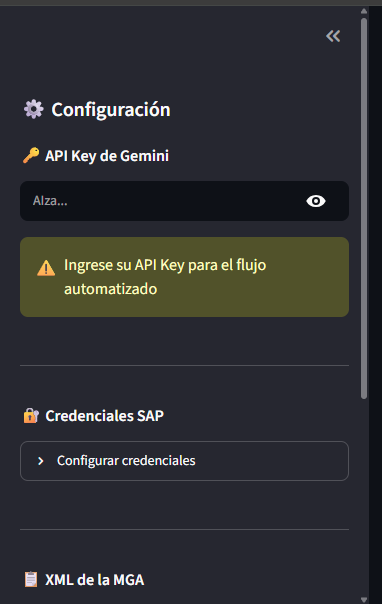 Configuración
API Key de Gemini
AIza...
Ingrese su API Key para el flujo
automatizado
Credenciales SAP
Configurar credenciales
XML de la MGA